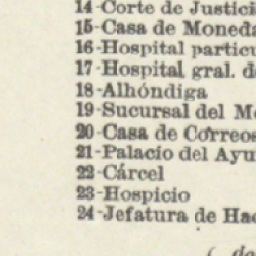 14-Corte de Justici
15-Casa de Moneda
16-Hospital particu
17-Hospital gral. d
18-Alhóndiga
19-Sucursal del M
20-Casa de Correos
21-Palacio del Ayu
22-Cárcel
23-Hospicio
24-Jefatura de Ha